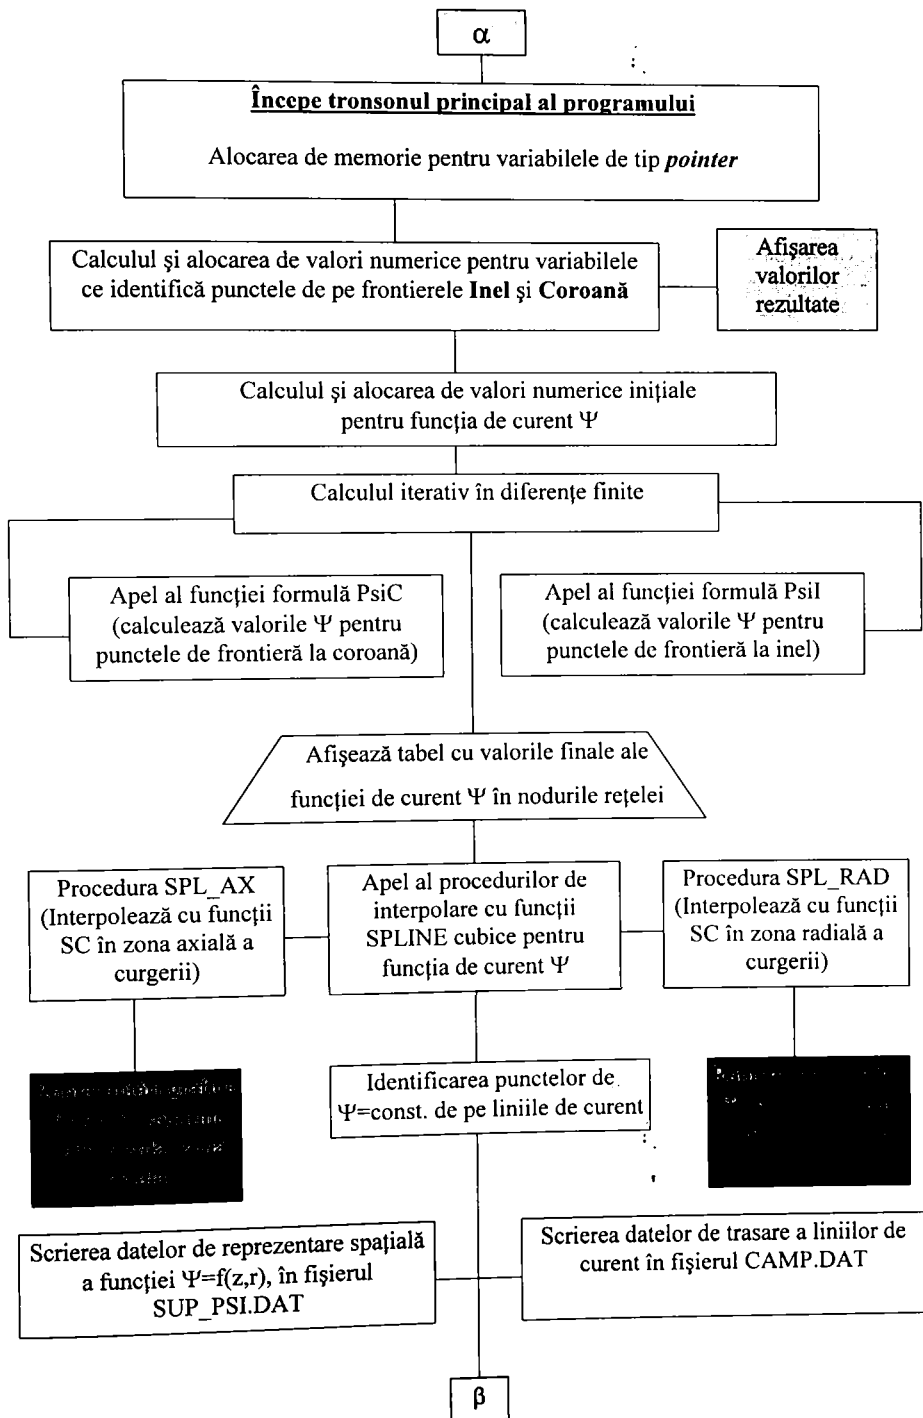 α
Începe tronsonul principal al programului
Alocarea de memorie pentru variabilele de tip pointer
Calculul şi alocarea de valori numerice pentru variabilele
ce identifică punctele de pe frontierele Inel şi Coroană
Afişarea
valorilor
rezultate
Calculul şi alocarea de valori numerice iniţiale
pentru funcţia de curent Ψ
Calculul iterativ în diferenţe finite
Apel al funcţiei formulă PsiC
(calculează valorile Ψ pentru
punctele de frontieră la coroană)
Apel al funcţiei formulă PsiI
(calculează valorile Ψ pentru
punctele de frontieră la inel)
Afişează tabel cu valorile finale ale
funcţiei de curent Ψ în nodurile reţelei
Procedura SPL_AX
(Interpolează cu funcţii
SC în zona axială a
curgerii)
Apel al procedurilor de
interpolare cu funcţii
SPLINE cubice pentru
funcţia de curent Ψ
Procedura SPL_RAD
(Interpolează cu funcţii
SC în zona radială a
curgerii)
Identificarea punctelor de
Ψ=const. de pe liniile de curent
Scrierea datelor de reprezentare spaţială
a funcţiei Ψ=f(z,r), în fişierul
SUP_PSI.DAT
Scrierea datelor de trasare a liniilor de
curent în fişierul CAMP.DAT
β